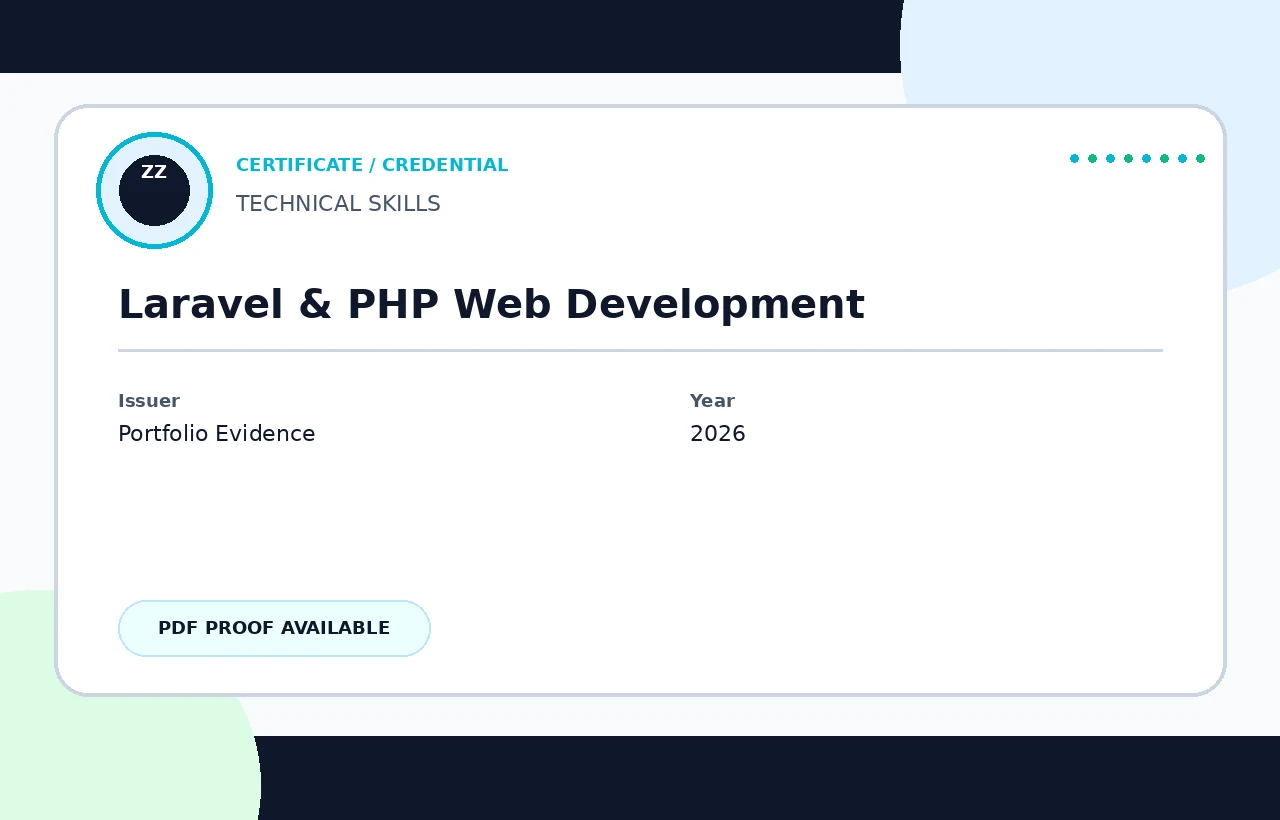 ZZ
CERTIFICATE / CREDENTIAL
TECHNICAL SKILLS
Laravel & PHP Web Development
Issuer
Portfolio Evidence
Year
2026
PDF PROOF AVAILABLE